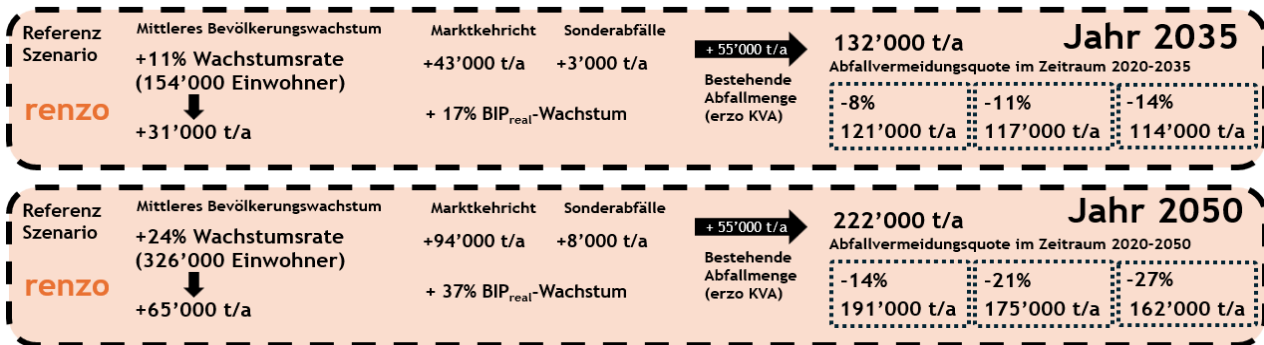 Referenz
Szenario
renzo
Mittleres Bevölkerungswachstum
+11% Wachstumsrate
(154’000 Einwohner)
+31’000 t/a
Marktkehricht
+43’000 t/a
Sonderabfälle
+3’000 t/a
+ 17% BIPreal-Wachstum
+ 55’000 t/a
Bestehende
Abfallmenge
(erzo KVA)
132’000 t/a
Jahr 2035
Abfallvermeidungsquote im Zeitraum 2020-2035
-8%
121’000 t/a
-11%
117’000 t/a
-14%
114’000 t/a
Referenz
Szenario
renzo
Mittleres Bevölkerungswachstum
+24% Wachstumsrate
(326’000 Einwohner)
+65’000 t/a
Marktkehricht
+94’000 t/a
Sonderabfälle
+8’000 t/a
+ 37% BIPreal-Wachstum
+ 55’000 t/a
Bestehende
Abfallmenge
(erzo KVA)
222’000 t/a
Jahr 2050
Abfallvermeidungsquote im Zeitraum 2020-2050
-14%
191’000 t/a
-21%
175’000 t/a
-27%
162’000 t/a